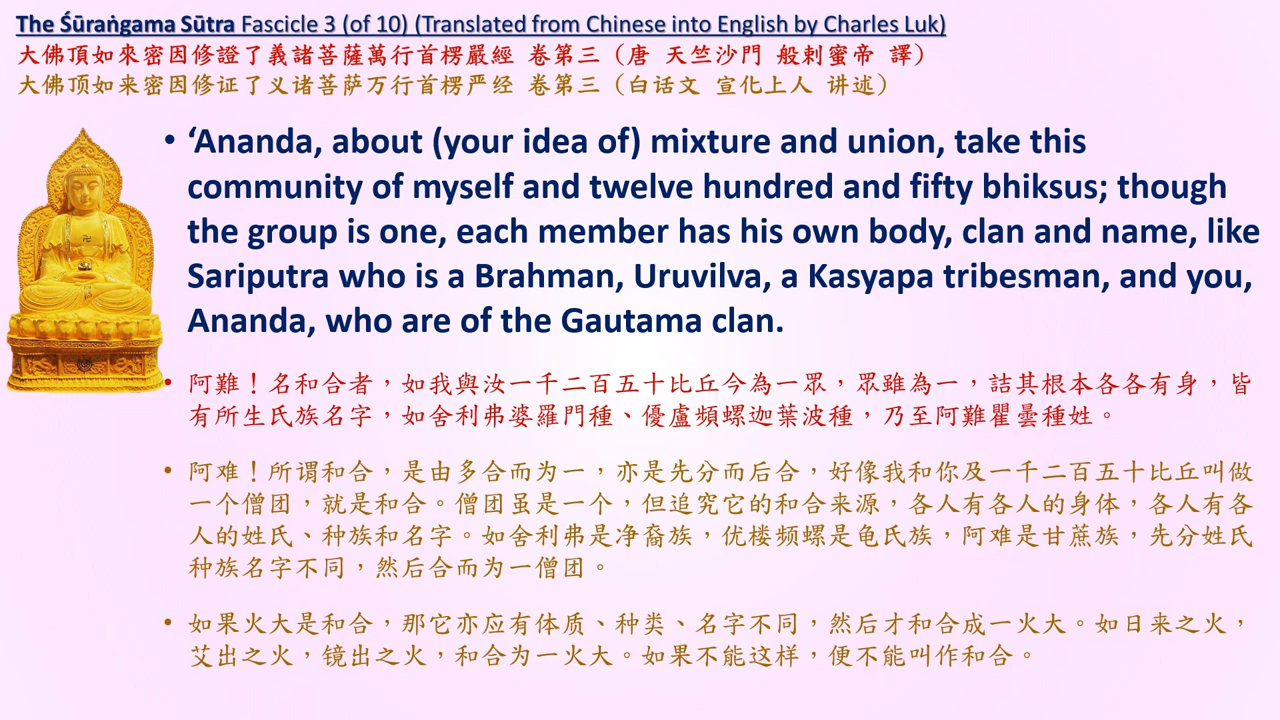 The Śūraṅgama Sūtra Fascicle 3 (of 10) (Translated from Chinese into English by Charles Luk)
大佛頂如來密因修證了義諸菩薩萬行首楞嚴經 卷第三（唐 天竺沙門 般剌蜜帝 譯）
大佛顶如来密因修证了义诸菩萨万行首楞严经 卷第三（白话文 宣化上人 讲述）
• ‘Ananda, about (your idea of) mixture and union, take this
community of myself and twelve hundred and fifty bhiksus; though
the group is one, each member has his own body, clan and name, like
Sariputra who is a Brahman, Uruvilva, a Kasyapa tribesman, and you,
Ananda, who are of the Gautama clan.
• 阿難！名和合者，如我與汝一千二百五十比丘今為一眾，眾雖為一，詰其根本各各有身，皆
有所生氏族名字，如舍利弗婆羅門種、優盧頻螺迦葉波種，乃至阿難瞿曇種姓。
• 阿难！所谓和合，是由多合而为一，亦是先分而后合，好像我和你及一千二百五十比丘叫做
一个僧团，就是和合。僧团虽是一个，但追究它的和合来源，各人有各人的身体，各人有各
人的姓氏、种族和名字。如舍利弗是净裔族，优楼频螺是龟氏族，阿难是甘蔗族，先分姓氏
种族名字不同，然后合而为一僧团。
• 如果火大是和合，那它亦应有体质、种类、名字不同，然后才和合成一火大。如日来之火，
艾出之火，镜出之火，和合为一火大。如果不能这样，便不能叫作和合。